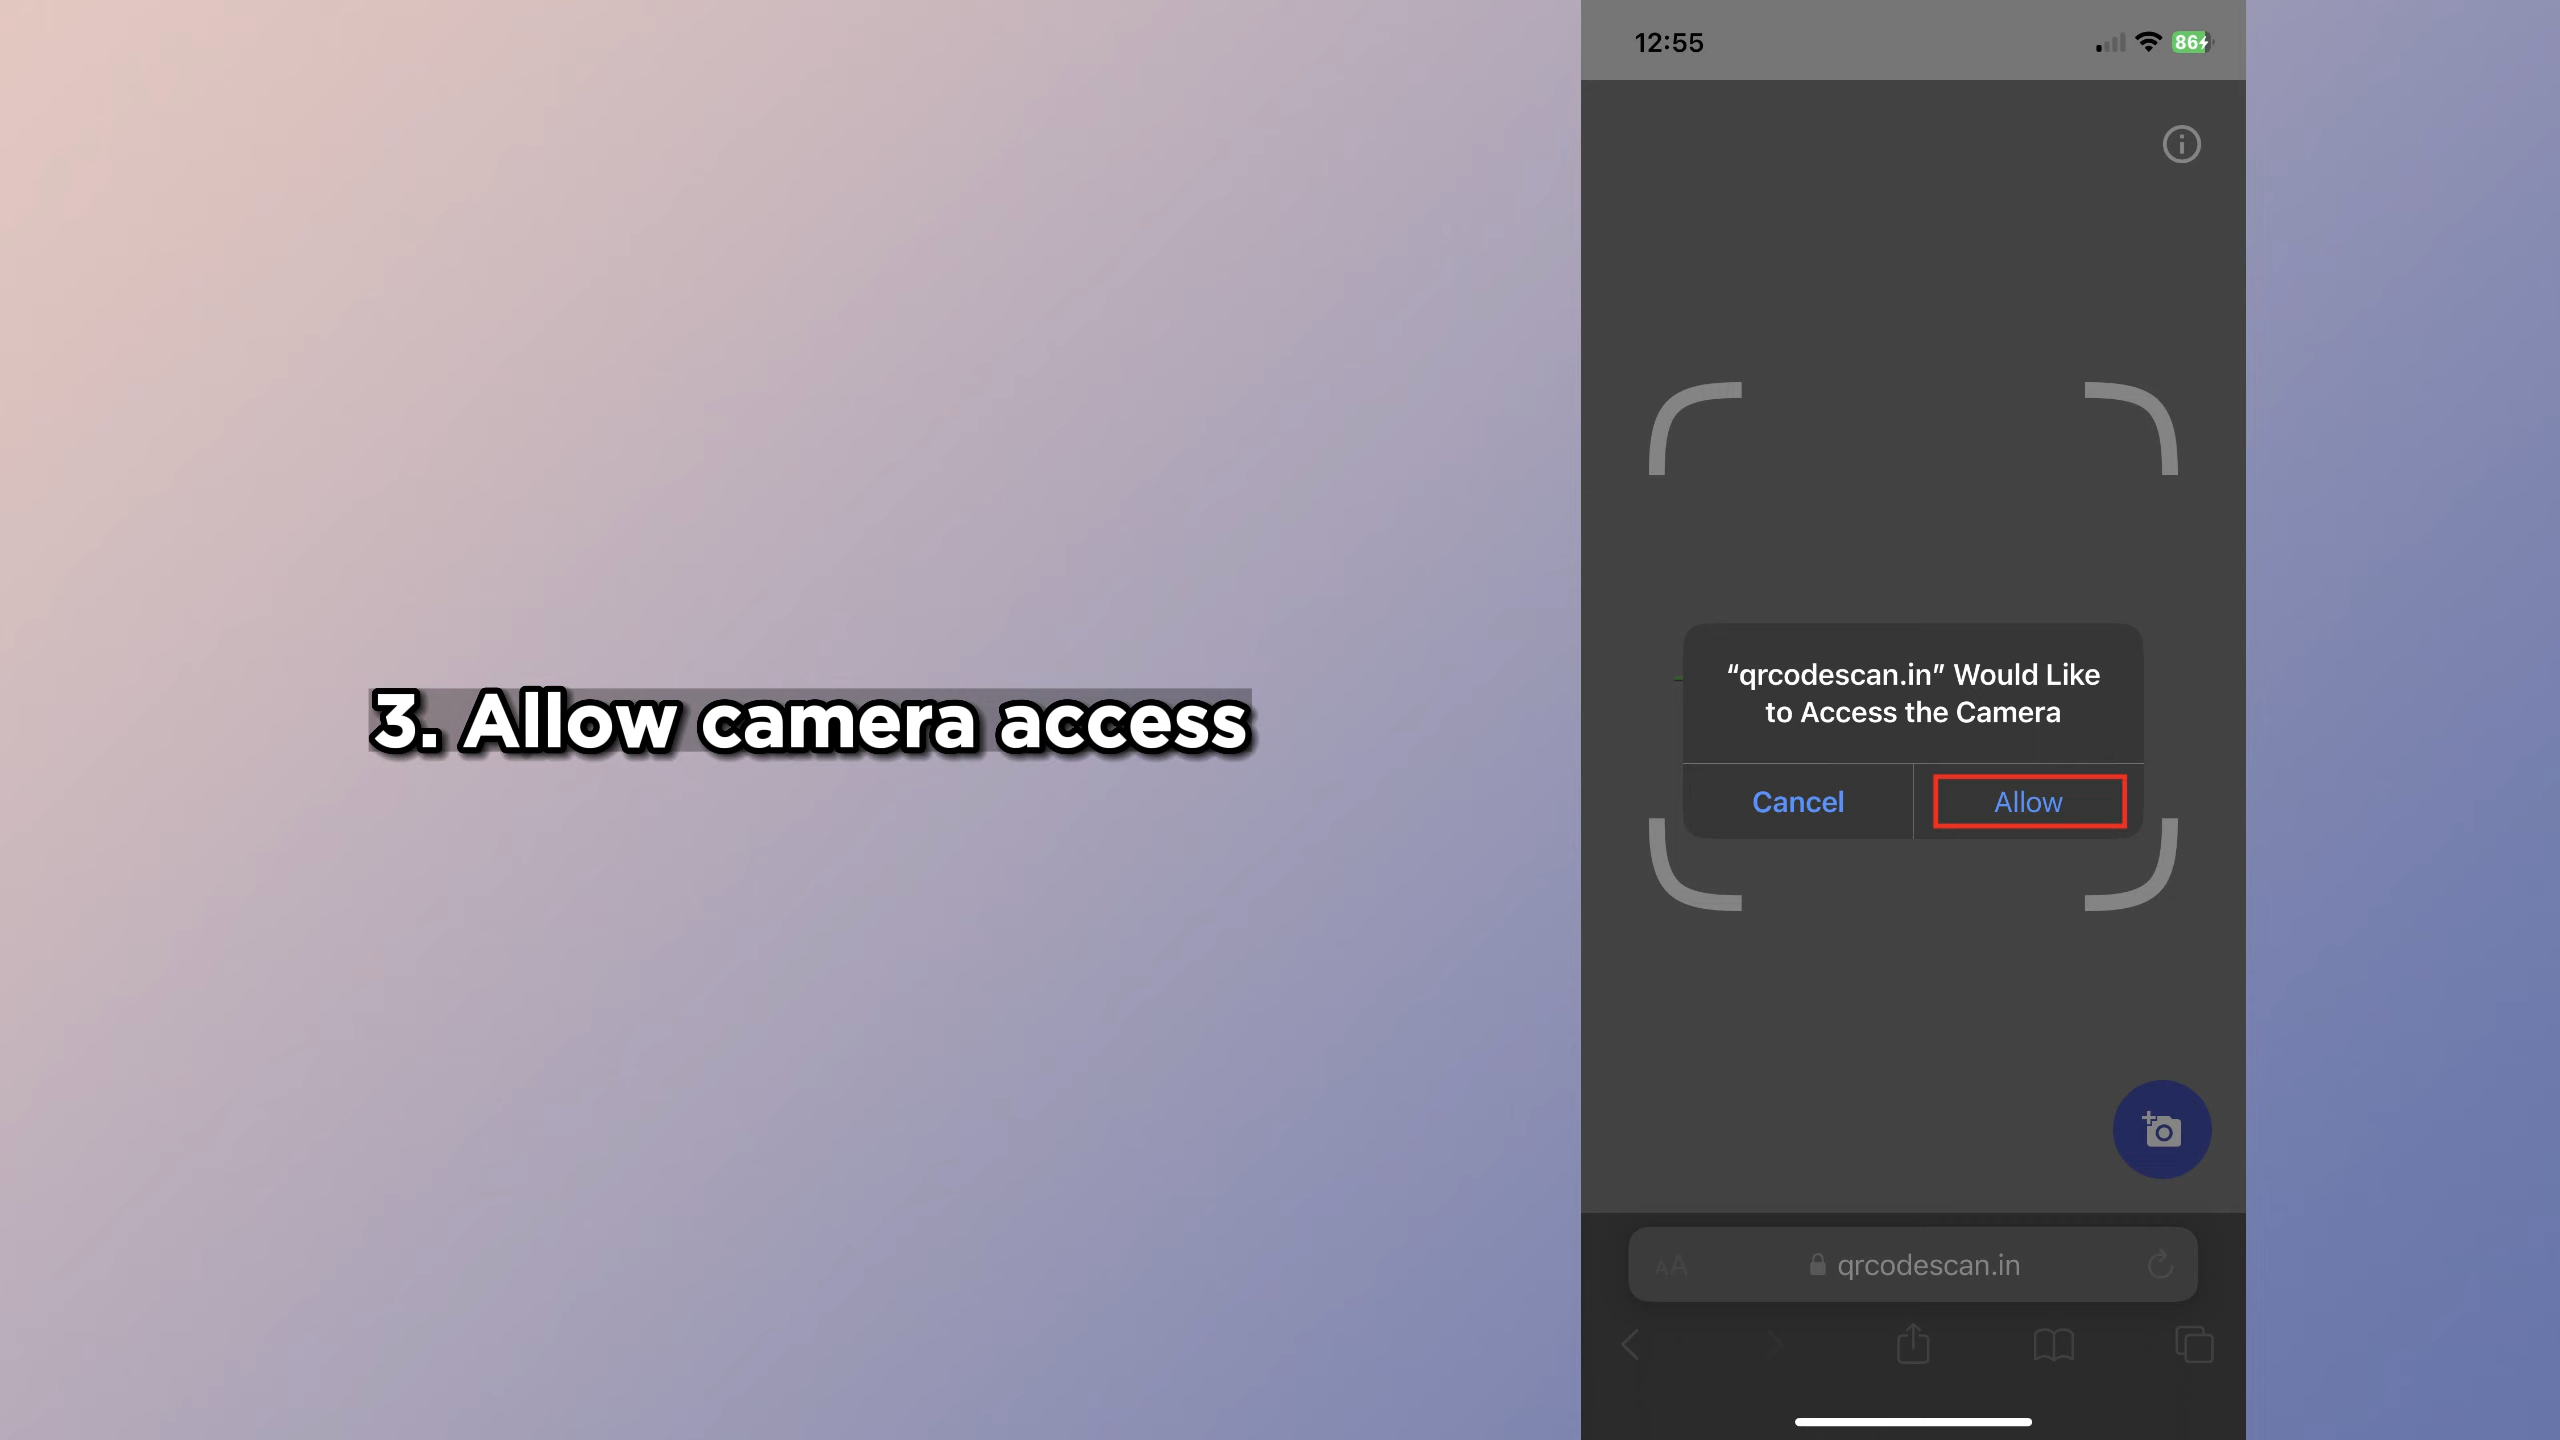 3. Allow camera access
12:55
86
“qrcodescan.in” Would Like
to Access the Camera
Cancel
Allow
AA
qrcodescan.in